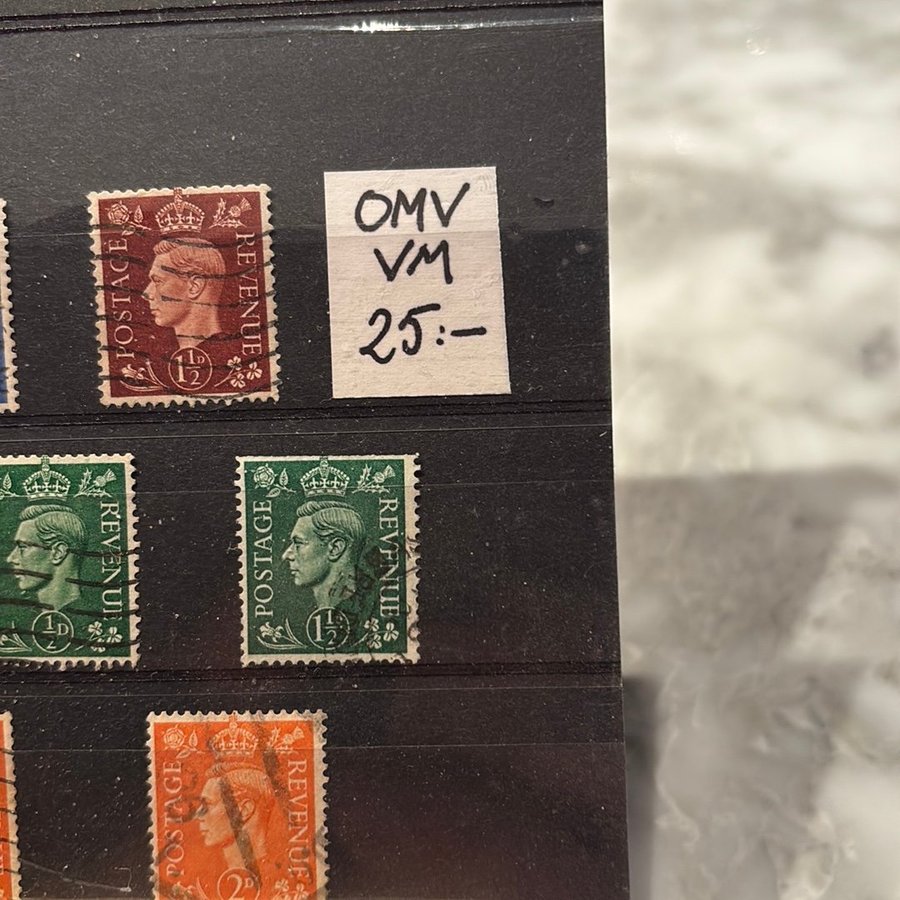 POSTAGE
REVENUE
1½D
OMV
VM
25:-
REVENUE
½D
POSTAGE
REVENUE
1½D
POSTAGE
REVENUE
2D